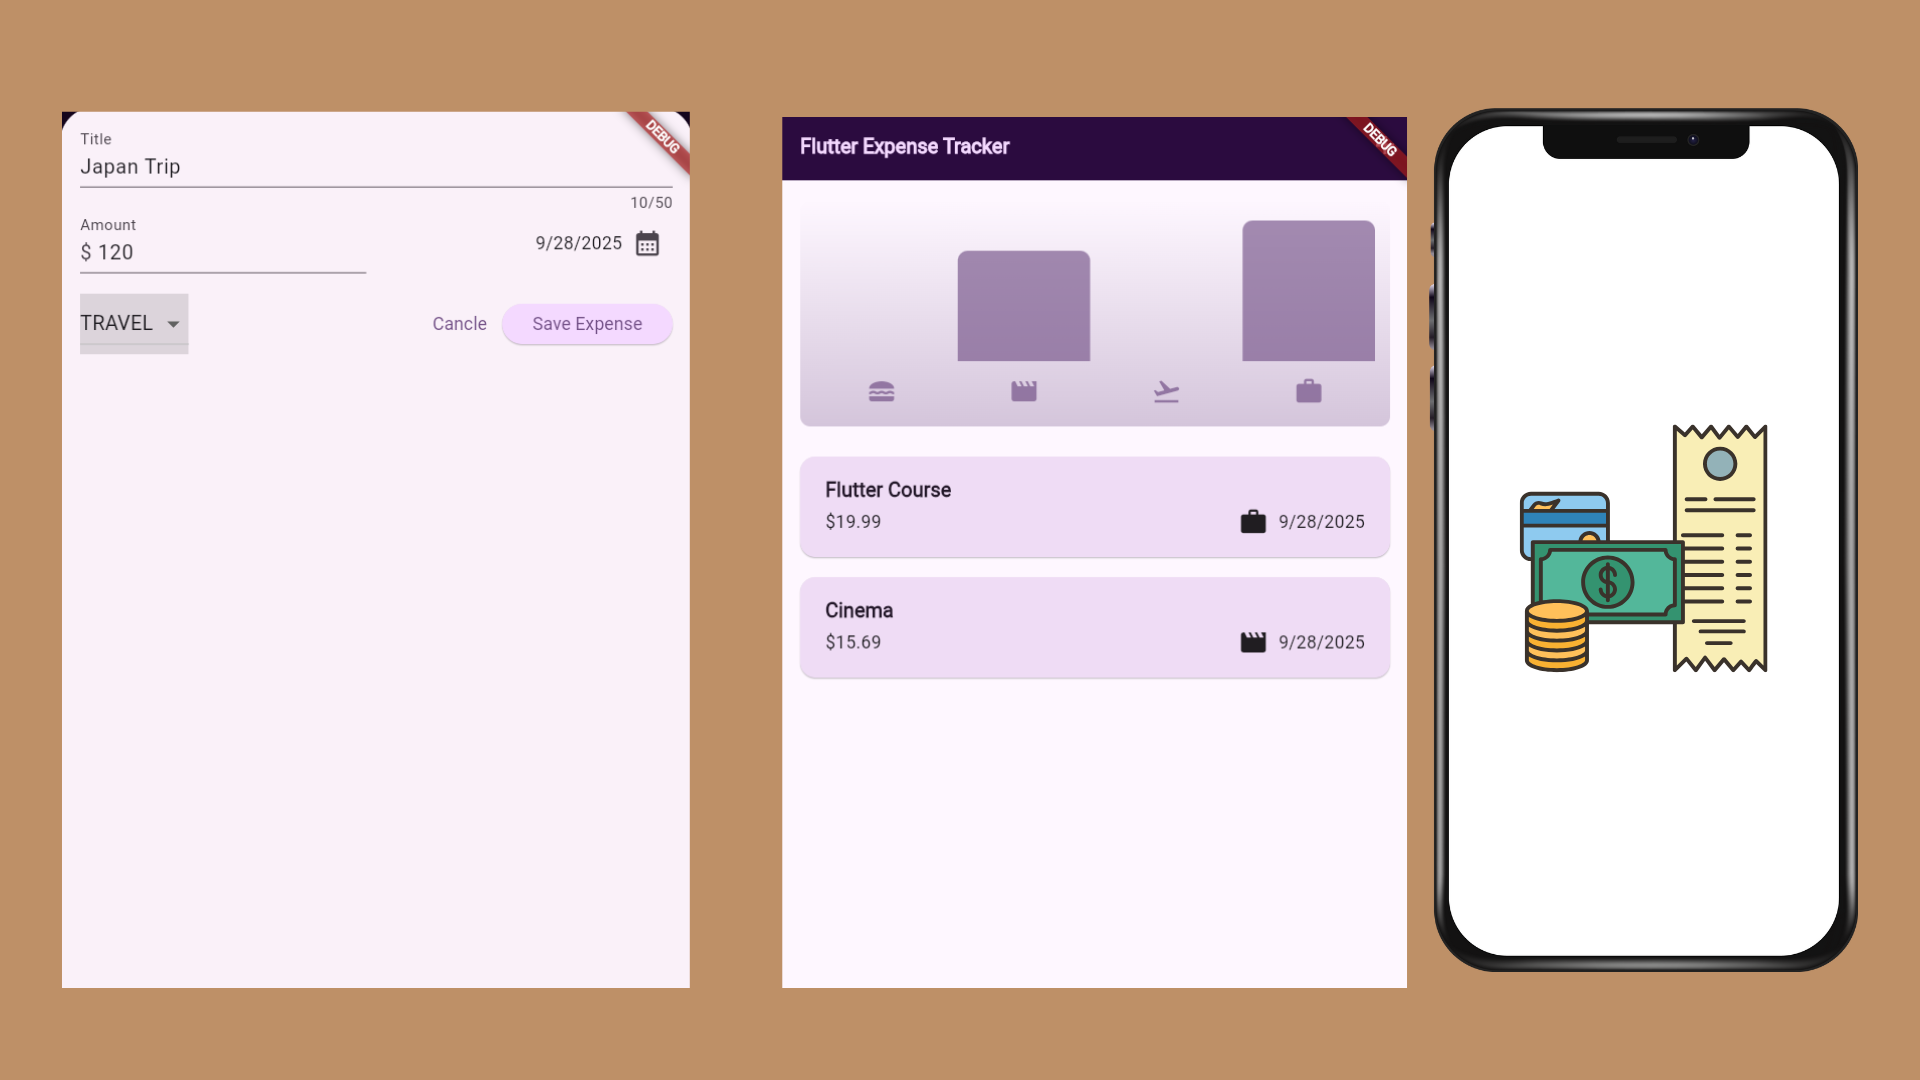 DEBUG
Title
Japan Trip
10/50
Amount
$ 120
9/28/2025
TRAVEL
Cancle
Save Expense
Flutter Expense Tracker
DEBUG
Flutter Course
$19.99
9/28/2025
Cinema
$15.69
9/28/2025
$